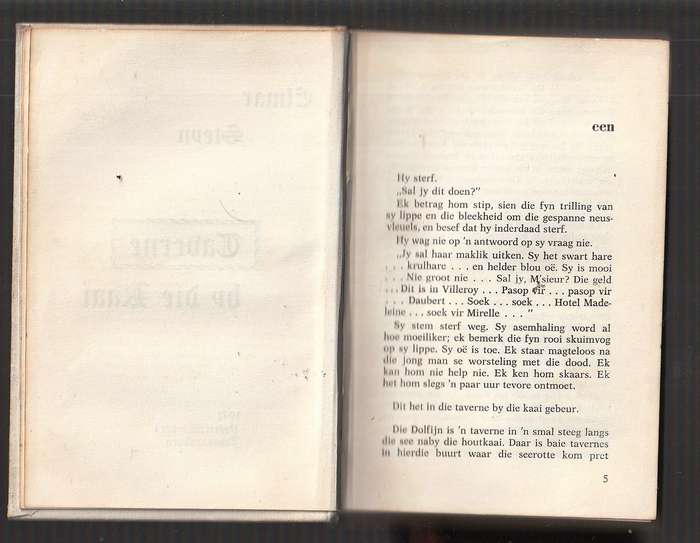 een
Hy sterf.
„Sal jy dit doen?”
Ek betrag hom stip, sien die fyn trilling van
sy lippe en die bleekheid om die gespanne neus-
vleuels, en besef dat hy inderdaad sterf.
Hy wag nie op 'n antwoord op sy vraag nie.
„Jy sal haar maklik uitken. Sy het swart hare
. . . krulhare . . . en helder blou oë. Sy is mooi
. . . Nie groot nie . . . Sal jy, M'sieur? Die geld
. . . Dit is in Villeroy . . . Pasop vir . . . pasop vir
. . . Daubert . . . Soek . . . soek . . . Hotel Made-
leine . . . soek vir Mirelle . . . ”
Sy stem sterf weg. Sy asemhaling word al
hoe moeiliker; ek bemerk die fyn rooi skuimvog
op sy lippe. Sy oë is toe. Ek staar magteloos na
die jong man se worsteling met die dood. Ek
kan hom nie help nie. Ek ken hom skaars. Ek
het hom slegs 'n paar uur tevore ontmoet.
Dit het in die taverne by die kaai gebeur.
Die Dolfijn is 'n taverne in 'n smal steeg langs
die see naby die houtkaai. Daar is baie tavernes
in hierdie buurt waar die seerotte kom pret
5
Elmar
Steyn
Taverne
op die Kaai